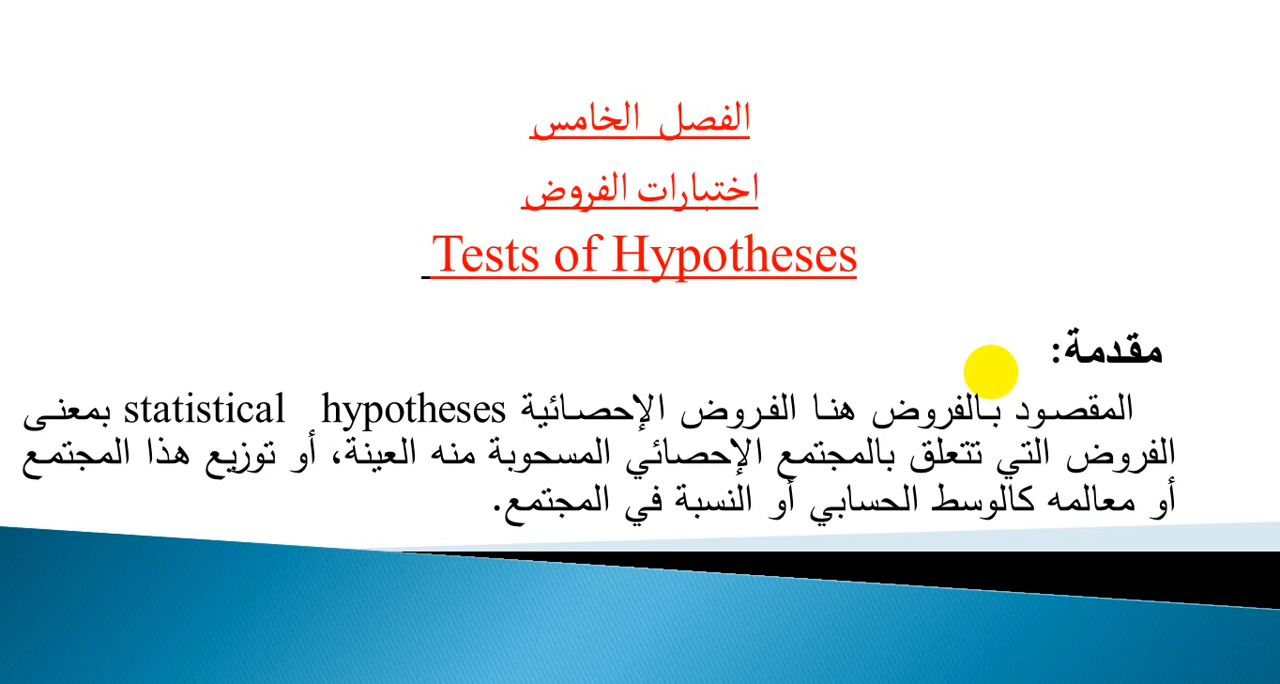 الفصل الخامس
اختبارات الفروض
Tests of Hypotheses
مقدمة:
المقصود بالفروض هنا الفروض الإحصائية statistical hypotheses بمعنى
الفروض التي تتعلق بالمجتمع الإحصائي المسحوبة منه العينة، أو توزيع هذا المجتمع
أو معالمه كالوسط الحسابي أو النسبة في المجتمع.